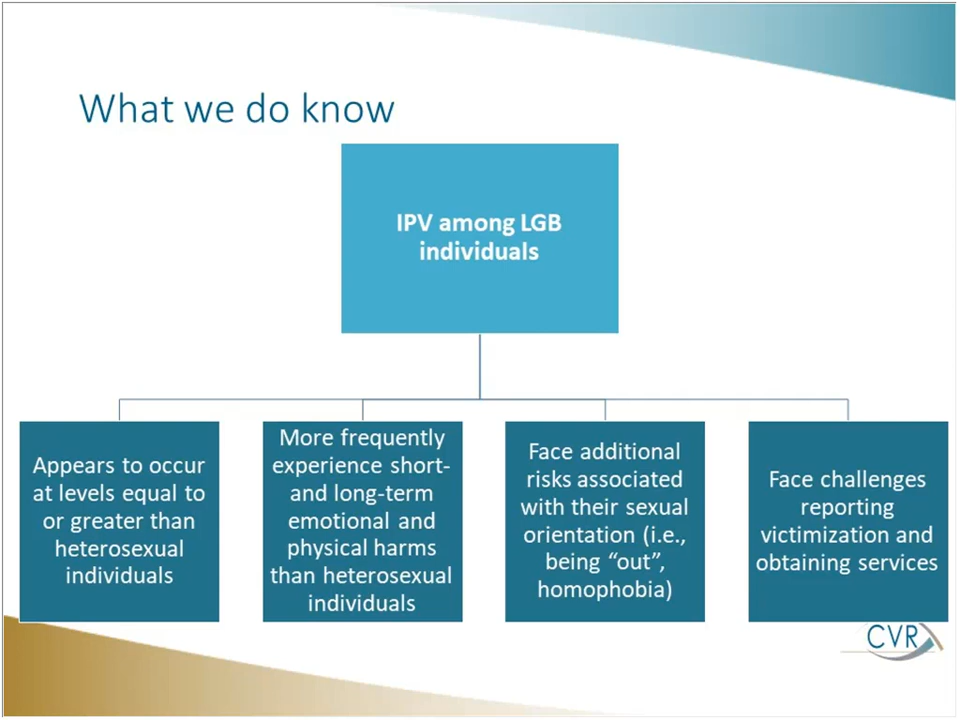 What we do know
IPV among LGB
individuals
Appears to occur
at levels equal to
or greater than
heterosexual
individuals
More frequently
experience short-
and long-term
emotional and
physical harms
than heterosexual
individuals
Face additional
risks associated
with their sexual
orientation (i.e.,
being “out”,
homophobia)
Face challenges
reporting
victimization and
obtaining services
CVR